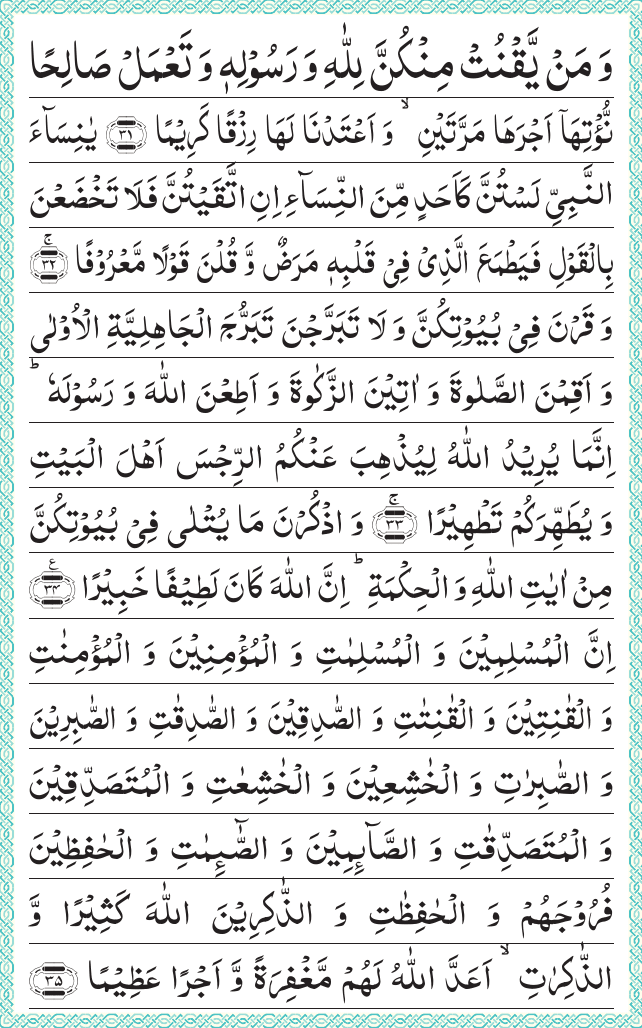 وَ مَنۡ یَّقۡنُتۡ مِنۡکُنَّ لِلّٰہِ وَ رَسُوۡلِہٖ وَ تَعۡمَلۡ صَالِحًا
نُّؤۡتِہَاۤ اَجۡرَہَا مَرَّتَیۡنِ ۙ وَ اَعۡتَدۡنَا لَہَا رِزۡقًا کَرِیۡمًا ﴿۳۱﴾ یٰنِسَآءَ
النَّبِیِّ لَسۡتُنَّ کَاَحَدٍ مِّنَ النِّسَآءِ اِنِ اتَّقَیۡتُنَّ فَلَا تَخۡضَعۡنَ
بِالۡقَوۡلِ فَیَطۡمَعَ الَّذِیۡ فِیۡ قَلۡبِہٖ مَرَضٌ وَّ قُلۡنَ قَوۡلًا مَّعۡرُوۡفًا ﴿ۚ۳۲﴾
وَ قَرۡنَ فِیۡ بُیُوۡتِکُنَّ وَ لَا تَبَرَّجۡنَ تَبَرُّجَ الۡجَاہِلِیَّۃِ الۡاُوۡلٰی
وَ اَقِمۡنَ الصَّلٰوۃَ وَ اٰتِیۡنَ الزَّکٰوۃَ وَ اَطِعۡنَ اللّٰہَ وَ رَسُوۡلَہٗ ؕ
اِنَّمَا یُرِیۡدُ اللّٰہُ لِیُذۡہِبَ عَنۡکُمُ الرِّجۡسَ اَہۡلَ الۡبَیۡتِ
وَ یُطَہِّرَکُمۡ تَطۡہِیۡرًا ﴿ۚ۳۳﴾ وَ اذۡکُرۡنَ مَا یُتۡلٰی فِیۡ بُیُوۡتِکُنَّ
مِنۡ اٰیٰتِ اللّٰہِ وَ الۡحِکۡمَۃِ ؕ اِنَّ اللّٰہَ کَانَ لَطِیۡفًا خَبِیۡرًا ﴿٪۳۴﴾
اِنَّ الۡمُسۡلِمِیۡنَ وَ الۡمُسۡلِمٰتِ وَ الۡمُؤۡمِنِیۡنَ وَ الۡمُؤۡمِنٰتِ
وَ الۡقٰنِتِیۡنَ وَ الۡقٰنِتٰتِ وَ الصّٰدِقِیۡنَ وَ الصّٰدِقٰتِ وَ الصّٰبِرِیۡنَ
وَ الصّٰبِرٰتِ وَ الۡخٰشِعِیۡنَ وَ الۡخٰشِعٰتِ وَ الۡمُتَصَدِّقِیۡنَ
وَ الۡمُتَصَدِّقٰتِ وَ الصَّآئِمِیۡنَ وَ الصّٰٓئِمٰتِ وَ الۡحٰفِظِیۡنَ
فُرُوۡجَہُمۡ وَ الۡحٰفِظٰتِ وَ الذّٰکِرِیۡنَ اللّٰہَ کَثِیۡرًا وَّ
الذّٰکِرٰتِ ۙ اَعَدَّ اللّٰہُ لَہُمۡ مَّغۡفِرَۃً وَّ اَجۡرًا عَظِیۡمًا ﴿۳۵﴾